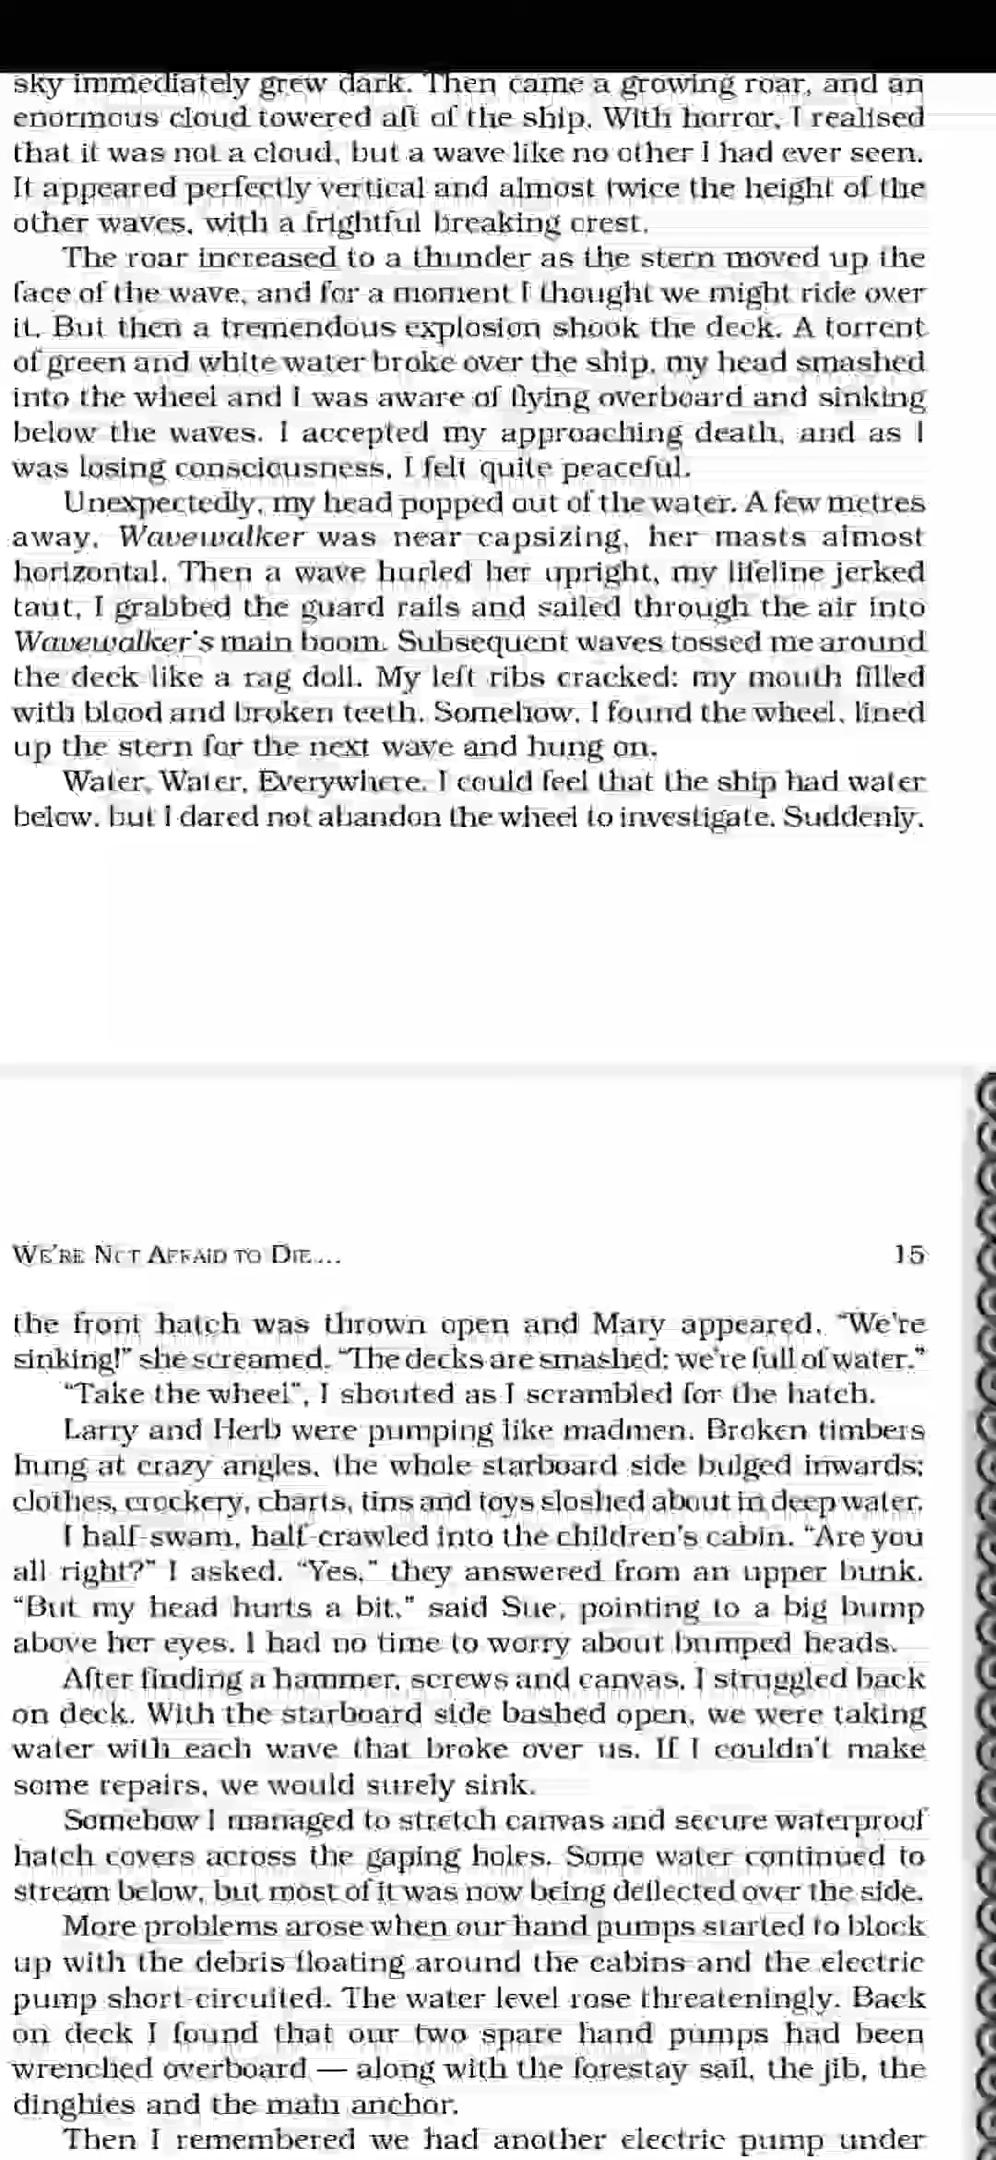 sky immediately grew dark. Then came a growing roar, and an
enormous cloud towered aft of the ship. With horror, I realised
that it was not a cloud, but a wave like no other I had ever seen.
It appeared perfectly vertical and almost twice the height of the
other waves, with a frightful breaking crest.
The roar increased to a thunder as the stern moved up the
face of the wave, and for a moment I thought we might ride over
it. But then a tremendous explosion shook the deck. A torrent
of green and white water broke over the ship, my head smashed
into the wheel and I was aware of flying overboard and sinking
below the waves. I accepted my approaching death, and as I
was losing consciousness, I felt quite peaceful.
Unexpectedly, my head popped out of the water. A few metres
away, Wavewalker was near capsizing, her masts almost
horizontal. Then a wave hurled her upright, my lifeline jerked
taut, I grabbed the guard rails and sailed through the air into
Wavewalker's main boom. Subsequent waves tossed me around
the deck like a rag doll. My left ribs cracked; my mouth filled
with blood and broken teeth. Somehow, I found the wheel, lined
up the stern for the next wave and hung on.
Water, Water, Everywhere. I could feel that the ship had water
below, but I dared not abandon the wheel to investigate. Suddenly,
WE'RE NOT AFRAID TO DIE... 15
the front hatch was thrown open and Mary appeared. "We're
sinking!" she screamed. "The decks are smashed; we're full of water."
"Take the wheel", I shouted as I scrambled for the hatch.
Larry and Herb were pumping like madmen. Broken timbers
hung at crazy angles, the whole starboard side bulged inwards;
clothes, crockery, charts, tins and toys sloshed about in deep water.
I half-swam, half-crawled into the children's cabin. "Are you
all right?" I asked. "Yes," they answered from an upper bunk.
"But my head hurts a bit," said Sue, pointing to a big bump
above her eyes. I had no time to worry about bumped heads.
After finding a hammer, screws and canvas, I struggled back
on deck. With the starboard side bashed open, we were taking
water with each wave that broke over us. If I couldn't make
some repairs, we would surely sink.
Somehow I managed to stretch canvas and secure waterproof
hatch covers across the gaping holes. Some water continued to
stream below, but most of it was now being deflected over the side.
More problems arose when our hand pumps started to block
up with the debris floating around the cabins and the electric
pump short-circuited. The water level rose threateningly. Back
on deck I found that our two spare hand pumps had been
wrenched overboard — along with the forestay sail, the jib, the
dinghies and the main anchor.
Then I remembered we had another electric pump under